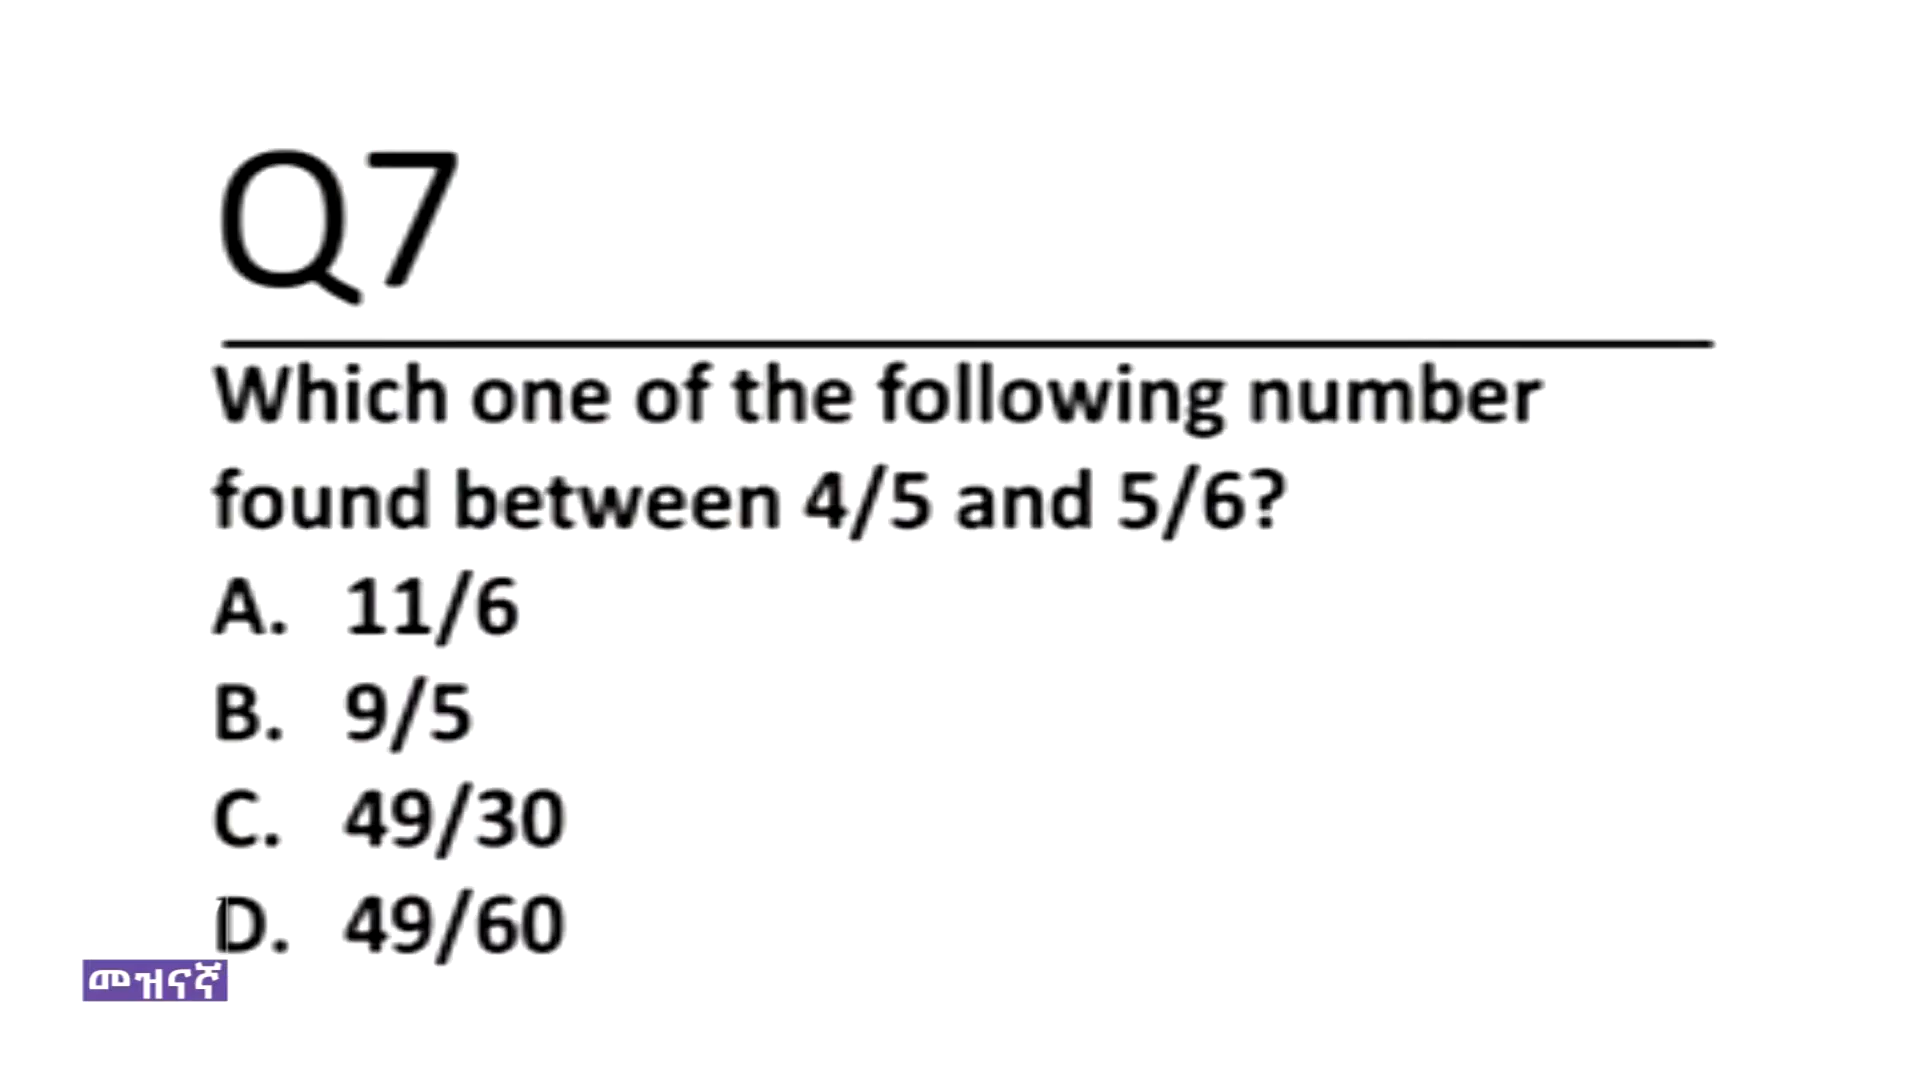 Q7
Which one of the following number
found between 4/5 and 5/6?
A. 11/6
B. 9/5
C. 49/30
D. 49/60
መዝናኛ